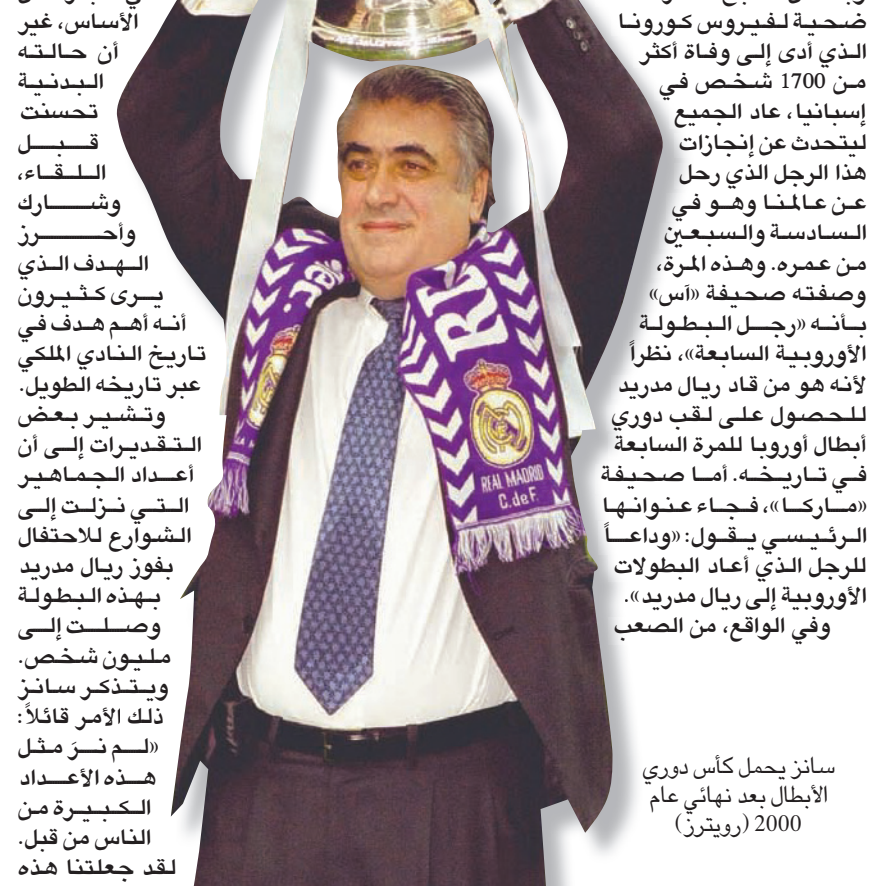 ضحية لفيروس كورونا
الذي أدى إلى وفاة أكثر
من 1700 شخص في
إسبانيا، عاد الجميع
ليتحدث عن إنجازات
هذا الرجل الذي رحل
عن عالمنا وهو في
السادسة والسبعين
من عمره. وهذه المرة،
وصفته صحيفة «آس»
بأنه «رجل البطولة
الأوروبية السابعة»، نظراً
لأنه هو من قاد ريال مدريد
للحصول على لقب دوري
أبطال أوروبا للمرة السابعة
في تاريخه. أما صحيفة
«ماركا»، فجاء عنوانها
الرئيسي يقول: «وداعاً
للرجل الذي أعاد البطولات
الأوروبية إلى ريال مدريد».
وفي الواقع، من الصعب
الأساس، غير
أن حالته
البدنية
تحسنت
قبل
اللقاء،
وشارك
وأحرز
الهدف الذي
يرى كثيرون
أنه أهم هدف في
تاريخ النادي الملكي
عبر تاريخه الطويل.
وتشير بعض
التقديرات إلى أن
أعداد الجماهير
التي نزلت إلى
الشوارع للاحتفال
بفوز ريال مدريد
بهذه البطولة
وصلت إلى
مليون شخص.
ويتذكر سانز
ذلك الأمر قائلاً:
«لم نرَ مثل
هذه الأعداد
الكبيرة من
الناس من قبل.
لقد جعلتنا هذه
REAL MADRID
C.deF.
سانز يحمل كأس دوري
الأبطال بعد نهائي عام
2000 (رويترز)